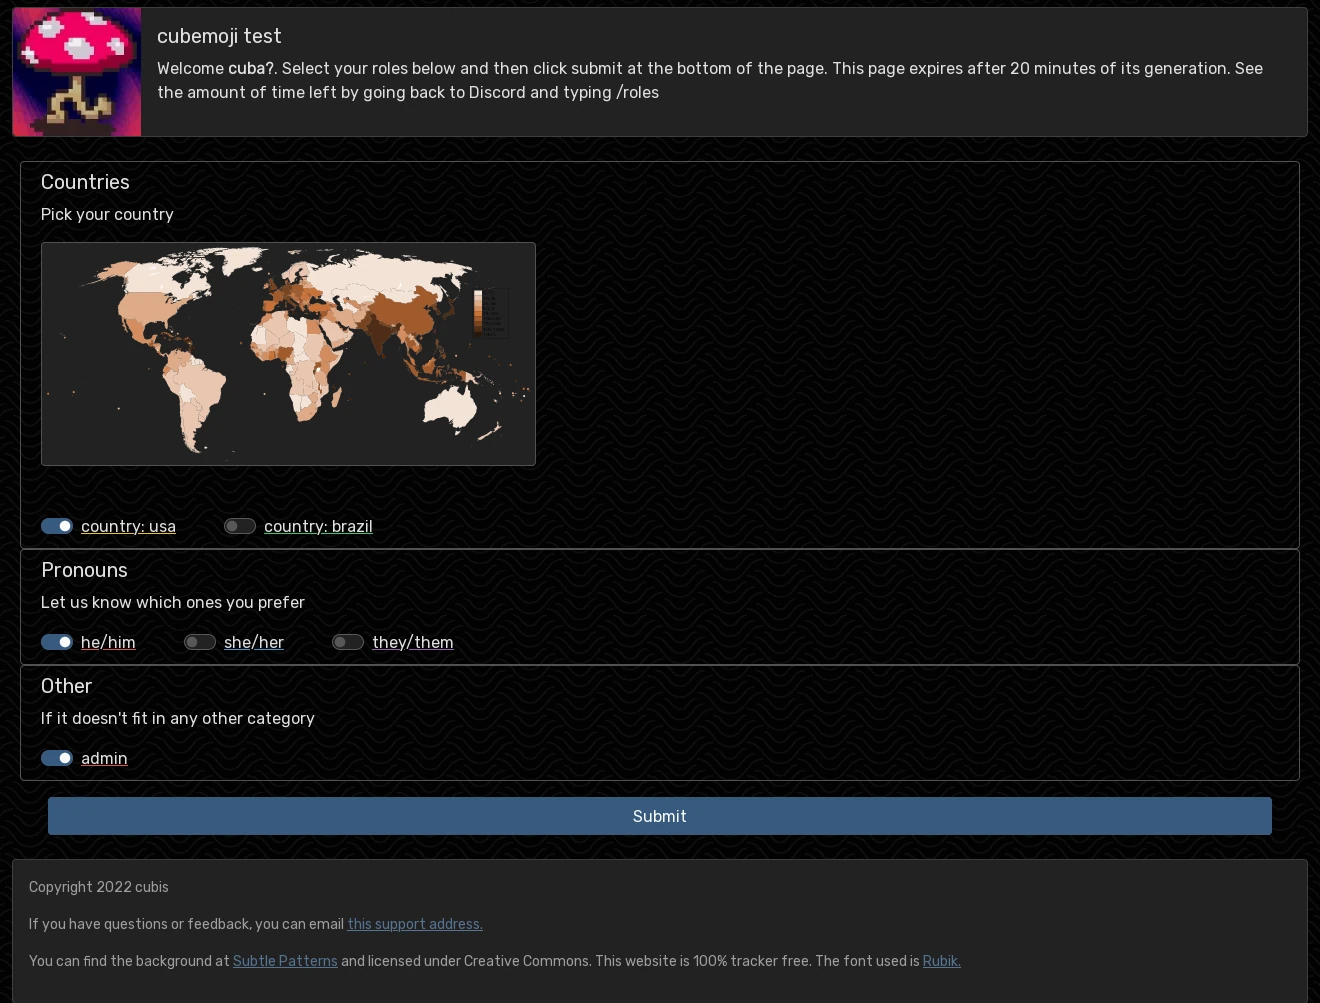 cubemoji test
Welcome cuba?. Select your roles below and then click submit at the bottom of the page. This page expires after 20 minutes of its generation. See
the amount of time left by going back to Discord and typing /roles
Countries
Pick your country
country: usa
country: brazil
Pronouns
Let us know which ones you prefer
he/him
she/her
they/them
Other
If it doesn't fit in any other category
admin
Submit
Copyright 2022 cubis
If you have questions or feedback, you can email this support address.
You can find the background at Subtle Patterns and licensed under Creative Commons. This website is 100% tracker free. The font used is Rubik.